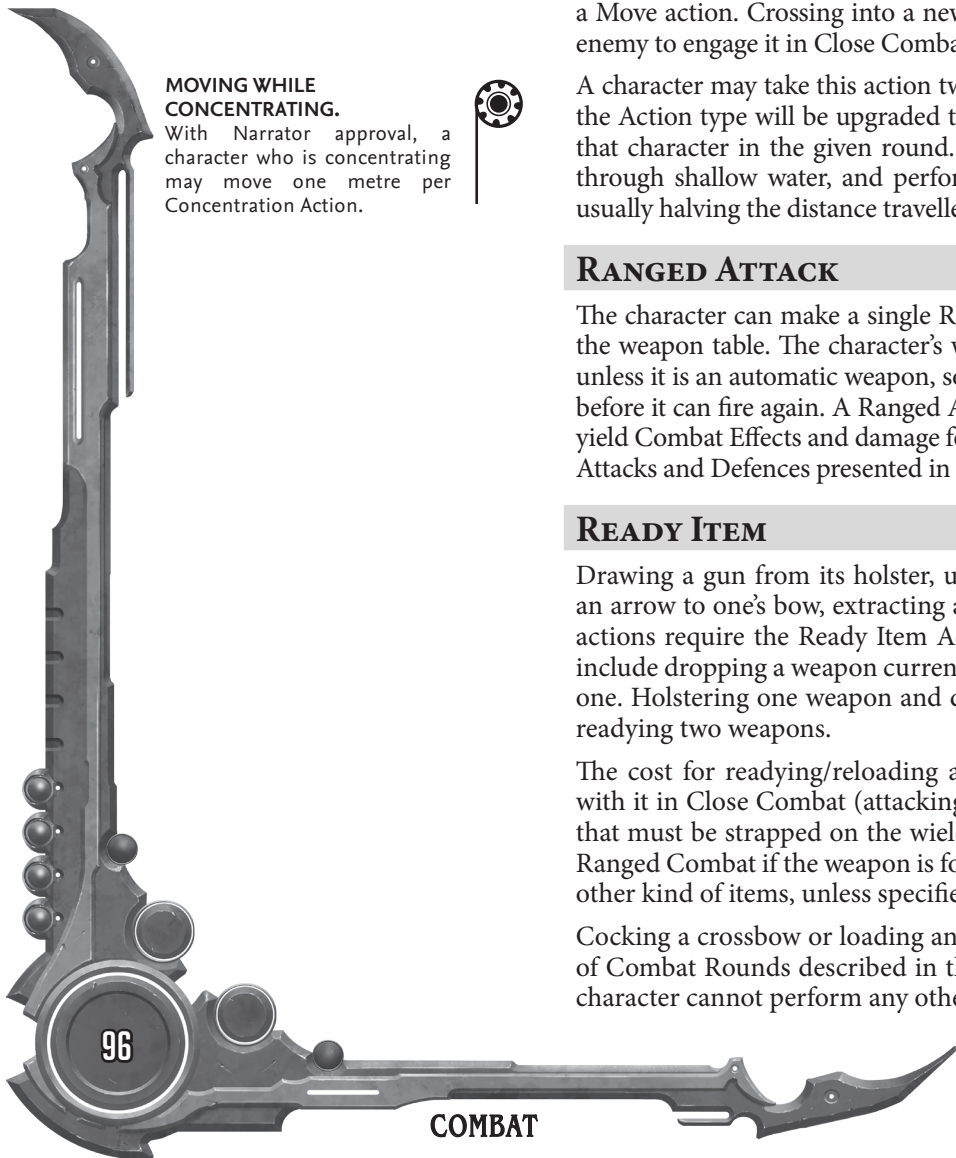 MOVING WHILE
CONCENTRATING.
With Narrator approval, a
character who is concentrating
may move one metre per
Concentration Action.
a Move action. Crossing into a new
enemy to engage it in Close Comba
A character may take this action tw
the Action type will be upgraded t
that character in the given round.
through shallow water, and perfor
usually halving the distance travelle
RANGED ATTACK
The character can make a single R
the weapon table. The character's w
unless it is an automatic weapon, so
before it can fire again. A Ranged A
yield Combat Effects and damage fo
Attacks and Defences presented in
READY ITEM
Drawing a gun from its holster, u
an arrow to one's bow, extracting a
actions require the Ready Item A
include dropping a weapon curren
one. Holstering one weapon and d
readying two weapons.
The cost for readying/reloading a
with it in Close Combat (attacking
that must be strapped on the wiel
Ranged Combat if the weapon is fo
other kind of items, unless specifie
Cocking a crossbow or loading an
of Combat Rounds described in th
character cannot perform any othe
96
COMBAT